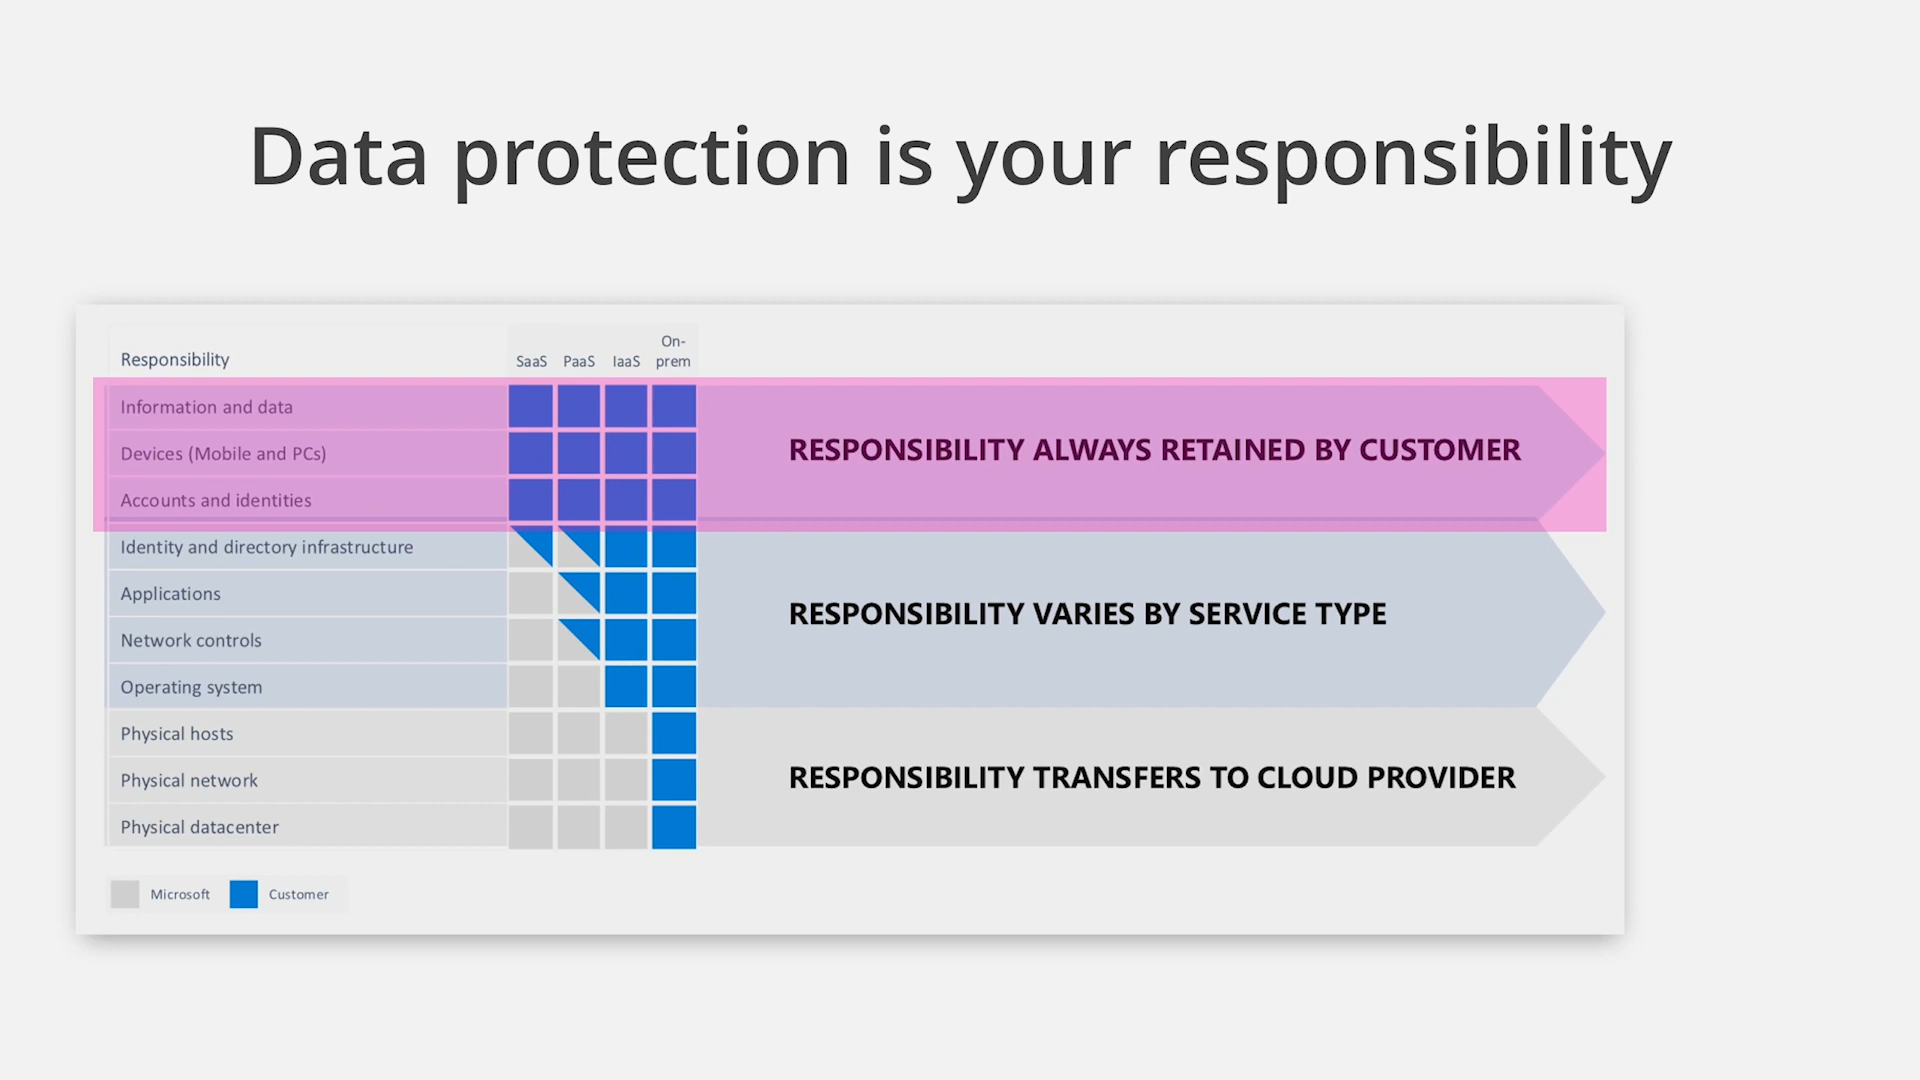 Data protection is your responsibility
Responsibility SaaS PaaS IaaS On-
prem
Information and data
Devices (Mobile and PCs)
Accounts and identities
RESPONSIBILITY ALWAYS RETAINED BY CUSTOMER
Identity and directory infrastructure
Applications
Network controls
Operating system
RESPONSIBILITY VARIES BY SERVICE TYPE
Physical hosts
Physical network
Physical datacenter
RESPONSIBILITY TRANSFERS TO CLOUD PROVIDER
Microsoft Customer